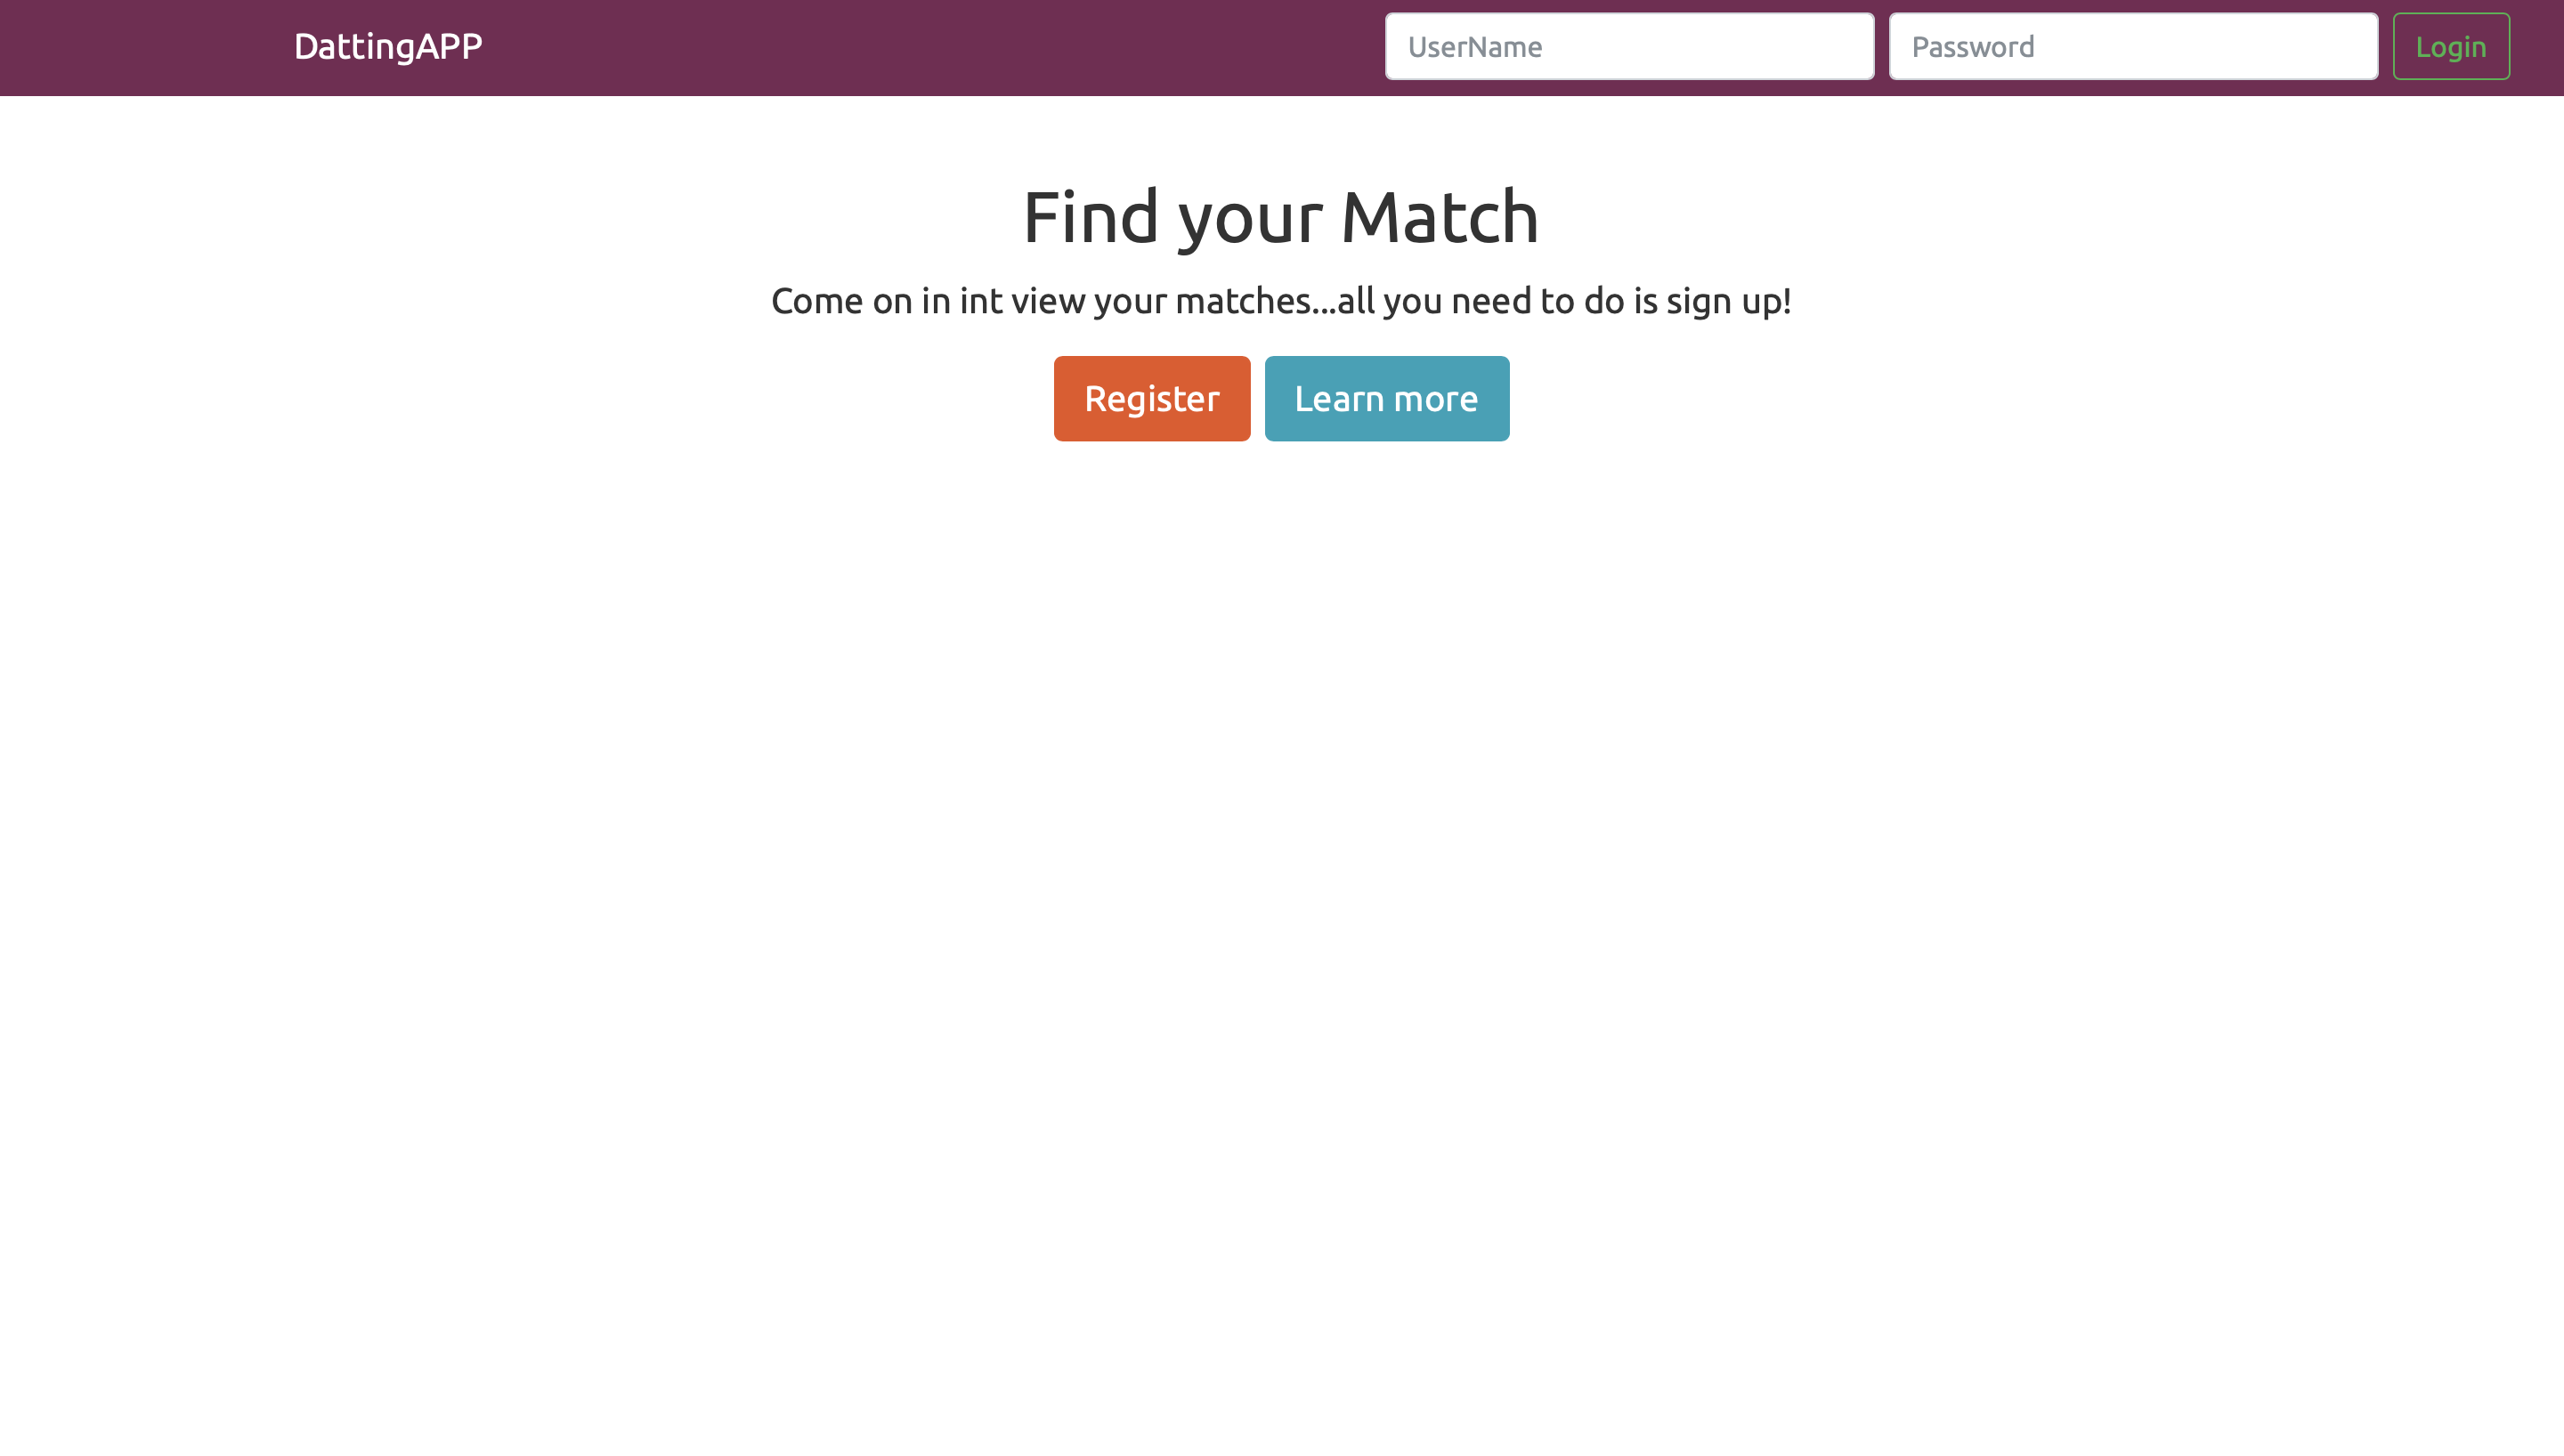 DattingAPP
UserName
Password
Login
Find your Match
Come on in int view your matches...all you need to do is sign up!
Register
Learn more